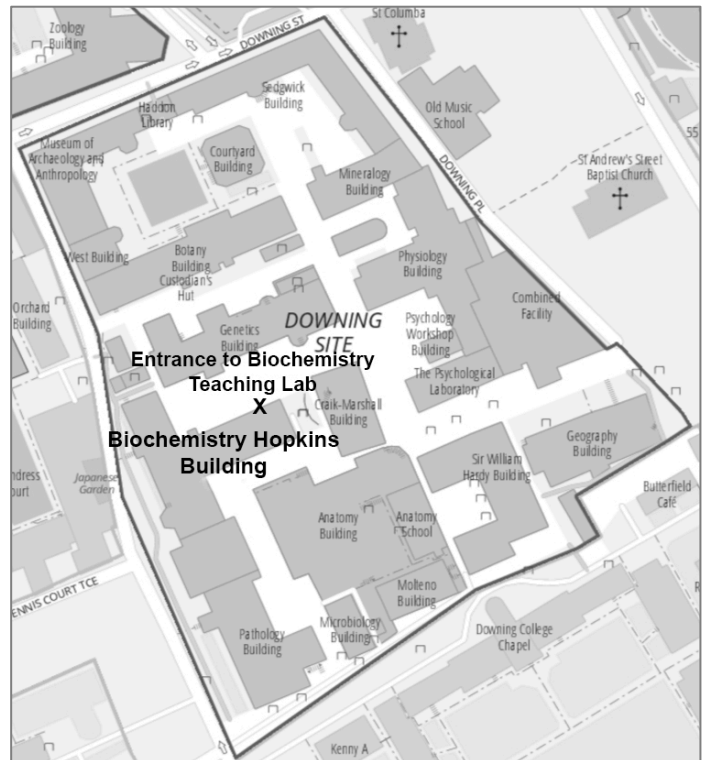 Zoology
Building
DOWNING ST
St Columba
Old Music
School
Sedgwick
Building
Haddon
Library
Museum of
Archaeology and
Anthropology
Courtyard
Building
Mineralogy
Building
DOWNING PL
55
St Andrew's Street
Baptist Church
West Building
Botany
Building
Custodian's
Hut
Physiology
Building
Orchard
Building
Genetics
Building
DOWNING
SITE
Psychology
Workshop
Building
Combined
Facility
Entrance to Biochemistry
Teaching Lab
X
The Psychological
Laboratory
Craik-Marshall
Building
Biochemistry Hopkins
Building
Geography
Building
Sir William
Hardy Building
Japanese
Garden
Butterfield
Café
Anatomy
Building
Anatomy
School
ENNIS COURT TCE
Molteno
Building
Microbiology
Building
Pathology
Building
Downing College
Chapel
Kenny A